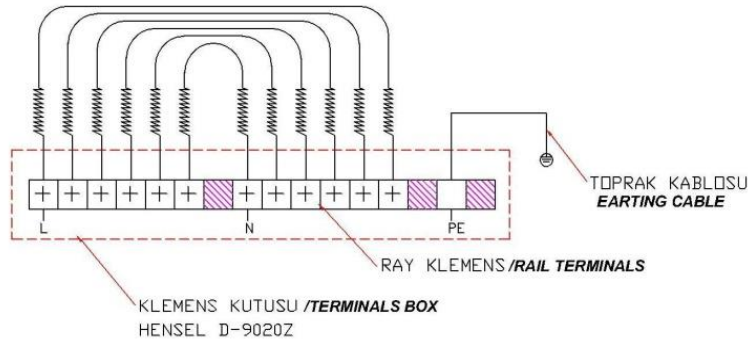 L
N
PE
TOPRAK KABLOSU
EARTING CABLE
RAY KLEMENS /RAIL TERMINALS
KLEMENS KUTUSU /TERMINALS BOX
HENSEL D-9020Z